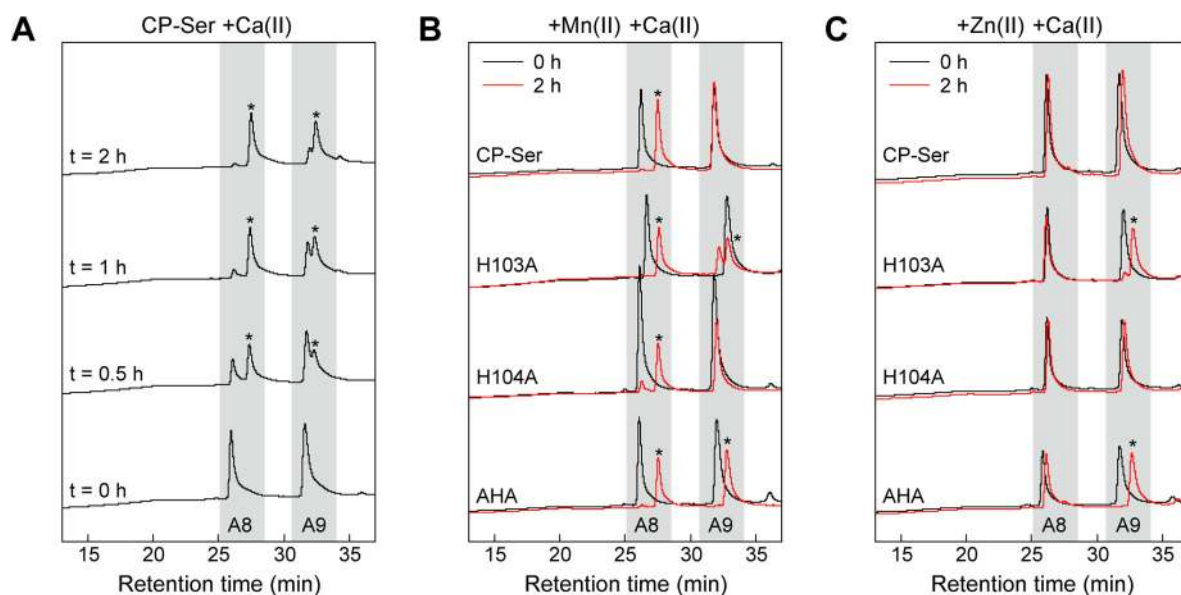 A
CP-Ser +Ca(II)
*
*
t = 2 h
*
*
t = 1 h
*
*
t = 0.5 h
t = 0 h
A8
A9
15
20
25
30
35
Retention time (min)
B
+Mn(II) +Ca(II)
0 h
2 h
*
CP-Ser
*
*
H103A
*
H104A
*
*
AHA
A8
A9
15
20
25
30
35
Retention time (min)
C
+Zn(II) +Ca(II)
0 h
2 h
CP-Ser
*
H103A
H104A
*
AHA
A8
A9
15
20
25
30
35
Retention time (min)